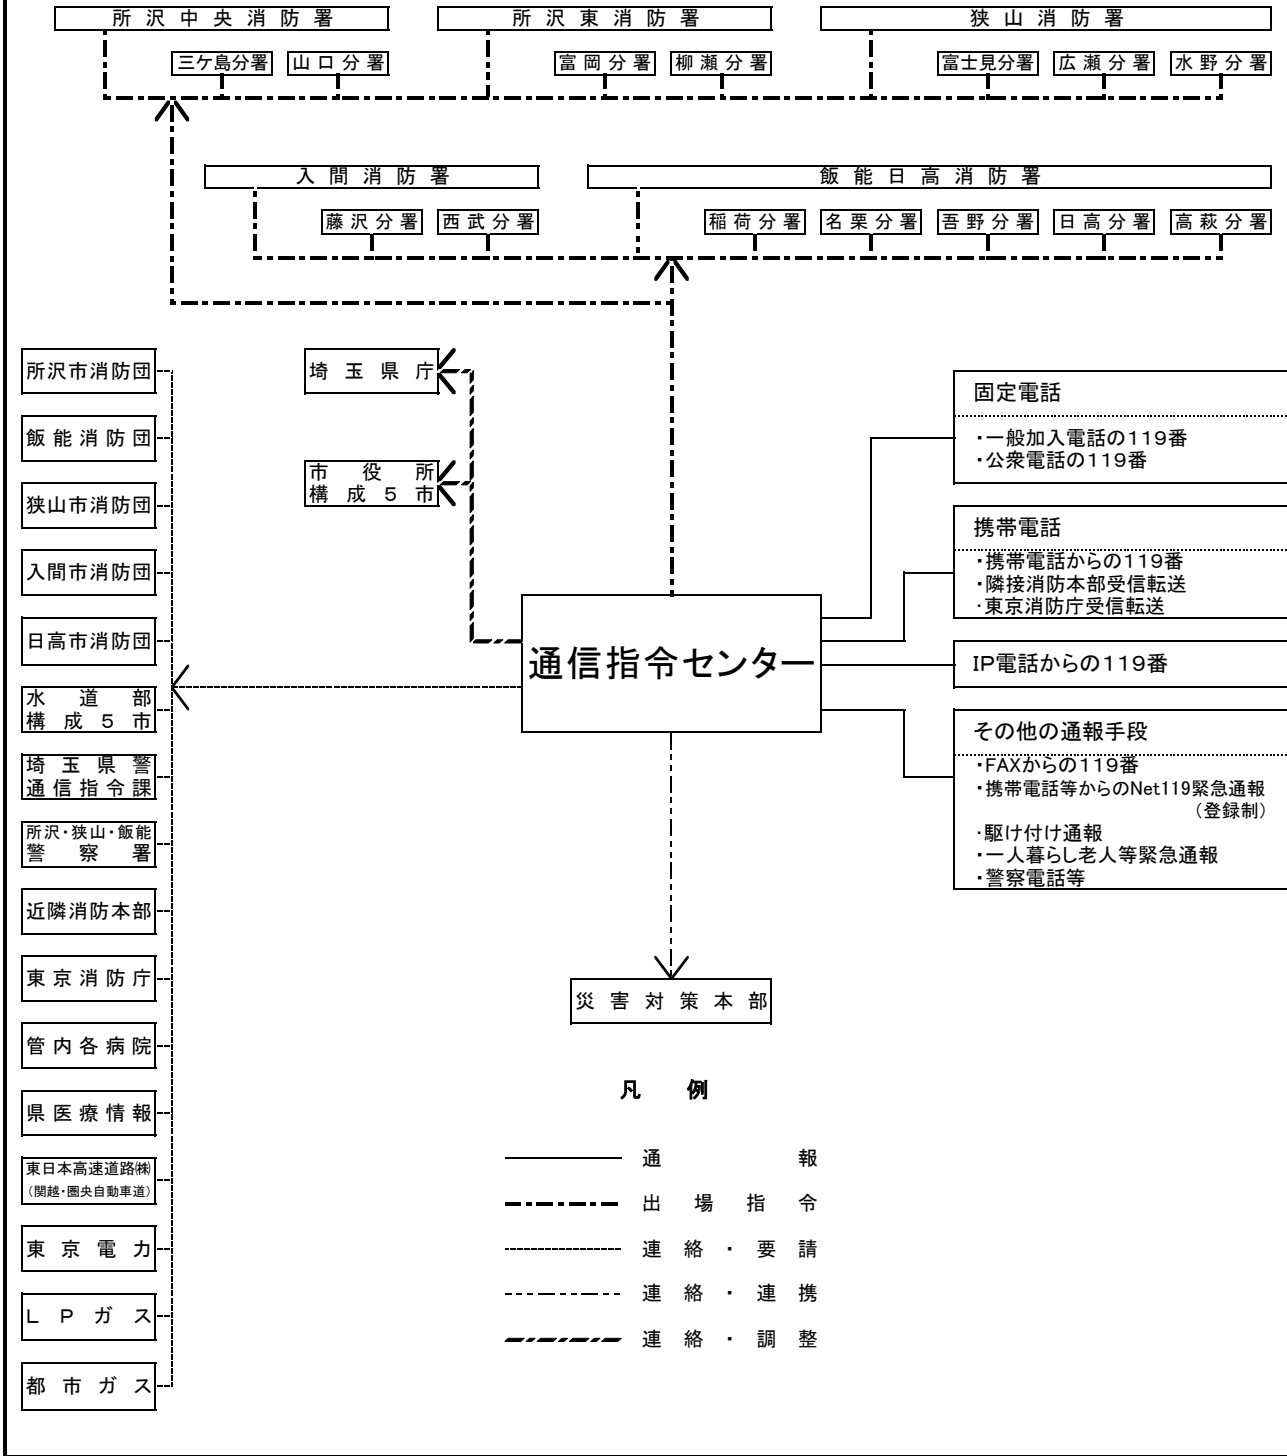 所沢中央消防署
所沢東消防署
狭山消防署
三ケ島分署
山口分署
富岡分署
柳瀬分署
富士見分署
広瀬分署
水野分署
入間消防署
飯能日高消防署
藤沢分署
西武分署
稲荷分署
名栗分署
吾野分署
日高分署
高萩分署
所沢市消防団
飯能消防団
狭山市消防団
入間市消防団
日高市消防団
水道部
構成5市
埼玉県警
通信指令課
所沢・狭山・飯能
警察署
近隣消防本部
東京消防庁
管内各病院
県医療情報
東日本高速道路㈱
(関越・圏央自動車道)
東京電力
LPガス
都市ガス
埼玉県庁
市役所
構成5市
通信指令センター
固定電話
・一般加入電話の119番
・公衆電話の119番
携帯電話
・携帯電話からの119番
・隣接消防本部受信転送
・東京消防庁受信転送
IP電話からの119番
その他の通報手段
・FAXからの119番
・携帯電話等からのNet119緊急通報
(登録制)
・駆け付け通報
・一人暮らし老人等緊急通報
・警察電話等
災害対策本部
凡例
通報
出場指令
連絡・要請
連絡・連携
連絡・調整